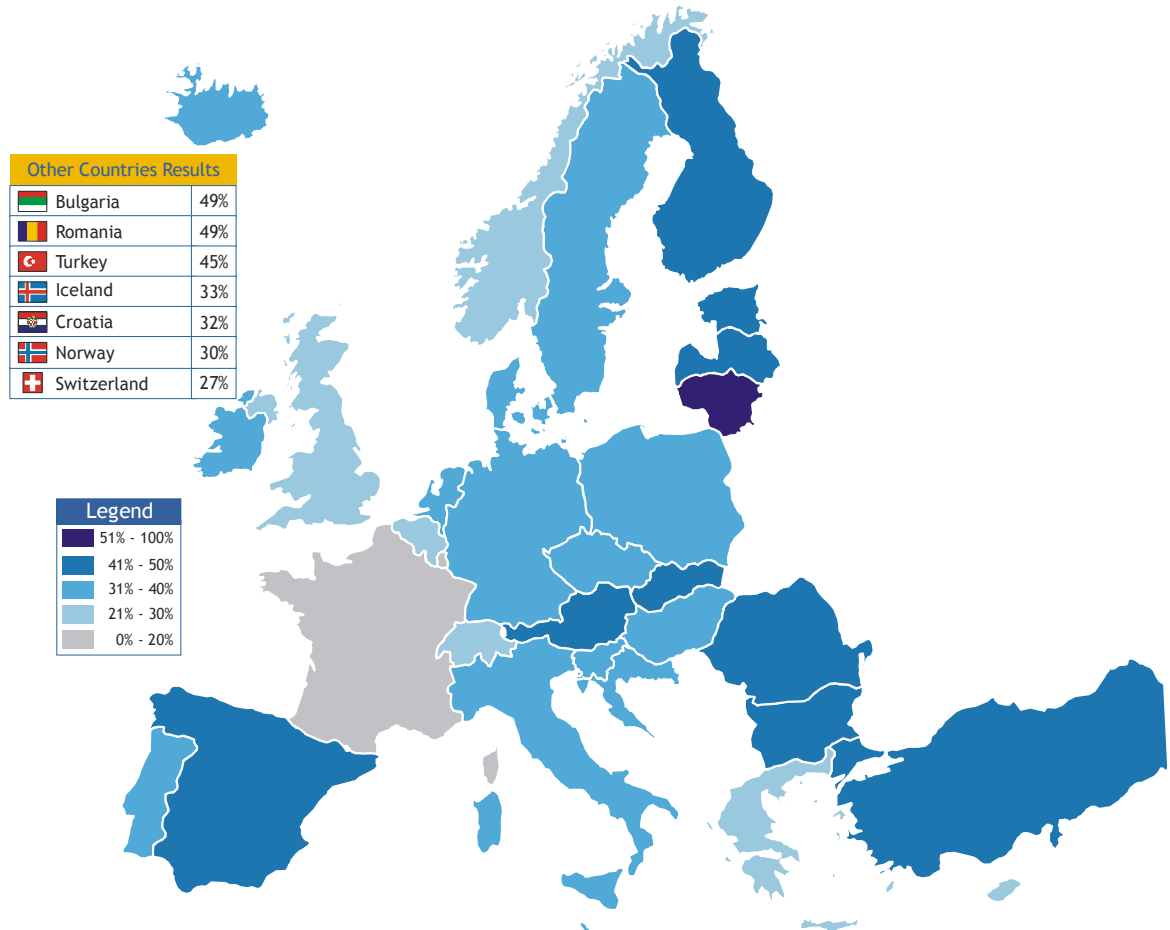 Other Countries Results
Bulgaria 49%
Romania 49%
Turkey 45%
Iceland 33%
Croatia 32%
Norway 30%
Switzerland 27%
Legend
51% - 100%
41% - 50%
31% - 40%
21% - 30%
0% - 20%